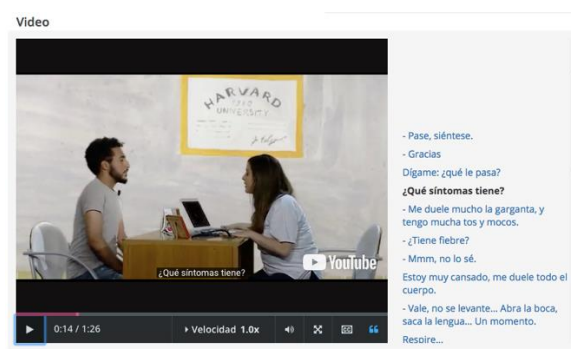 Video
HARVARD
UNIVERSITY
¿Qué síntomas tiene?
YouTube
0:14 / 1:26
Velocidad 1.0x
- Pase, siéntese.
- Gracias
Dígame: ¿qué le pasa?
¿Qué síntomas tiene?
- Me duele mucho la garganta, y
tengo mucha tos y mocos.
- ¿Tiene fiebre?
- Mmm, no lo sé.
Estoy muy cansado, me duele todo el
cuerpo.
- Vale, no se levante... Abra la boca,
saca la lengua... Un momento.
Respire...